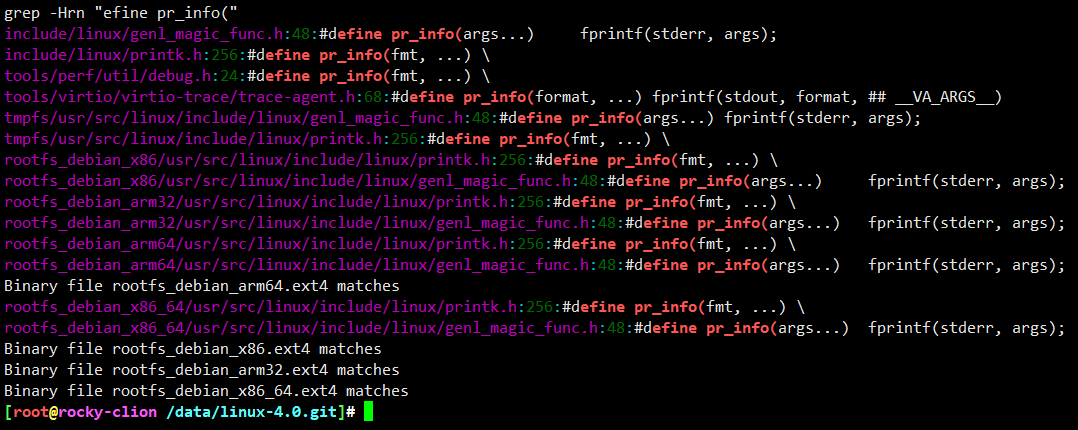 grep -Hrn "efine pr_info("
include/linux/genl_magic_func.h:48:#define pr_info(args...)     fprintf(stderr, args);
include/linux/printk.h:256:#define pr_info(fmt, ...) \
tools/perf/util/debug.h:24:#define pr_info(fmt, ...) \
tools/virtio/virtio-trace/trace-agent.h:68:#define pr_info(format, ...) fprintf(stdout, format, ## __VA_ARGS__)
tmpfs/usr/src/linux/include/linux/genl_magic_func.h:48:#define pr_info(args...) fprintf(stderr, args);
tmpfs/usr/src/linux/include/linux/printk.h:256:#define pr_info(fmt, ...) \
rootfs_debian_x86/usr/src/linux/include/linux/printk.h:256:#define pr_info(fmt, ...) \
rootfs_debian_x86/usr/src/linux/include/linux/genl_magic_func.h:48:#define pr_info(args...)     fprintf(stderr, args);
rootfs_debian_arm32/usr/src/linux/include/linux/printk.h:256:#define pr_info(fmt, ...) \
rootfs_debian_arm32/usr/src/linux/include/linux/genl_magic_func.h:48:#define pr_info(args...)   fprintf(stderr, args);
rootfs_debian_arm64/usr/src/linux/include/linux/printk.h:256:#define pr_info(fmt, ...) \
rootfs_debian_arm64/usr/src/linux/include/linux/genl_magic_func.h:48:#define pr_info(args...)   fprintf(stderr, args);
Binary file rootfs_debian_arm64.ext4 matches
rootfs_debian_x86_64/usr/src/linux/include/linux/printk.h:256:#define pr_info(fmt, ...) \
rootfs_debian_x86_64/usr/src/linux/include/linux/genl_magic_func.h:48:#define pr_info(args...)  fprintf(stderr, args);
Binary file rootfs_debian_x86.ext4 matches
Binary file rootfs_debian_arm32.ext4 matches
Binary file rootfs_debian_x86_64.ext4 matches
[root@rocky-clion /data/linux-4.0.git]#